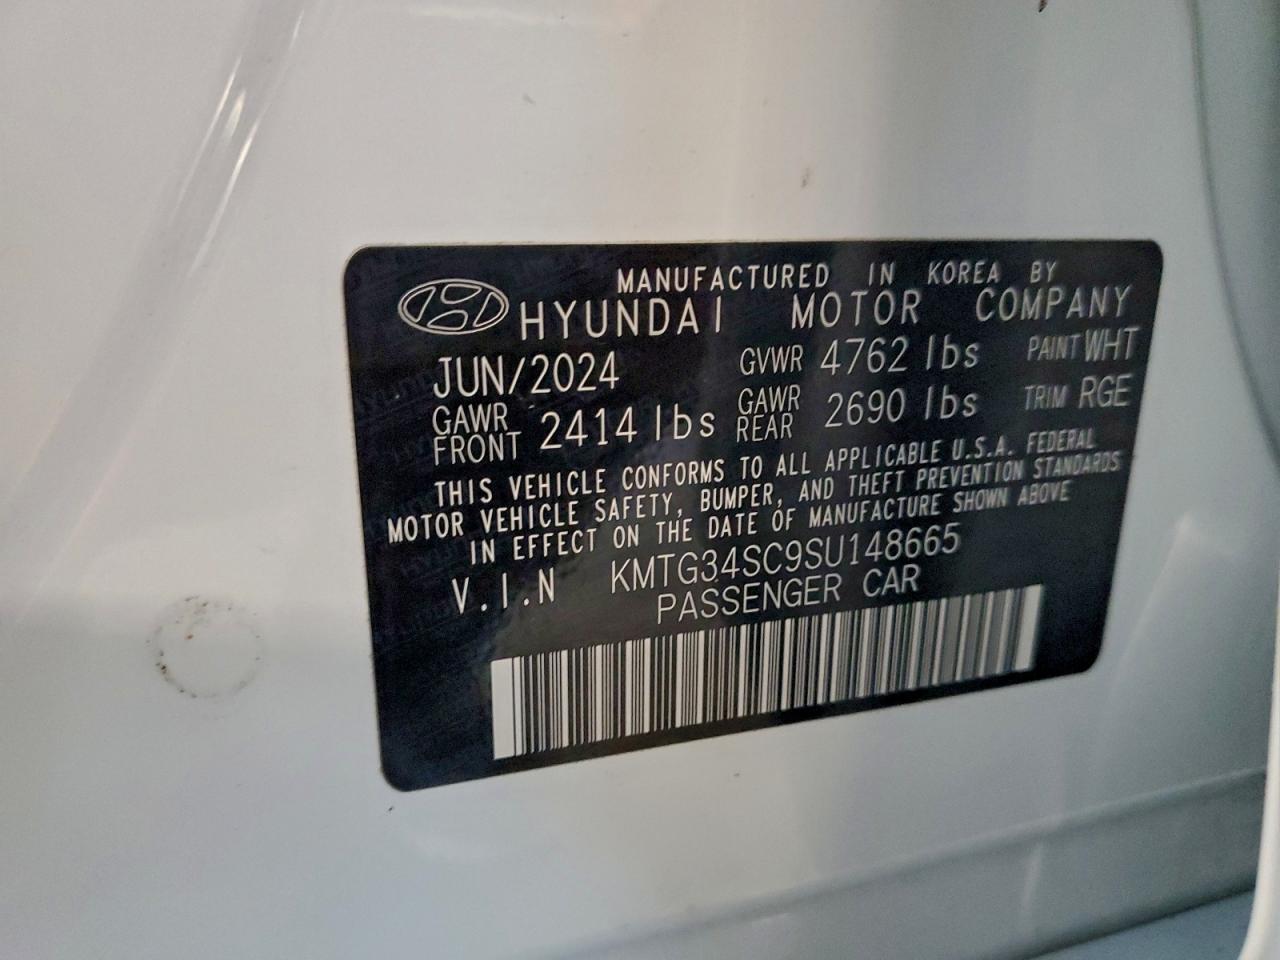 MANUFACTURED IN KOREA BY
HYUNDAI MOTOR COMPANY
JUN/2024 GVWR 4762 lbs PAINT WHT
GAWR FRONT 2414 lbs GAWR REAR 2690 lbs TRIM RGE
THIS VEHICLE CONFORMS TO ALL APPLICABLE U.S.A. FEDERAL
MOTOR VEHICLE SAFETY, BUMPER, AND THEFT PREVENTION STANDARDS
IN EFFECT ON THE DATE OF MANUFACTURE SHOWN ABOVE
V.I.N KMTG34SC9SU148665
PASSENGER CAR